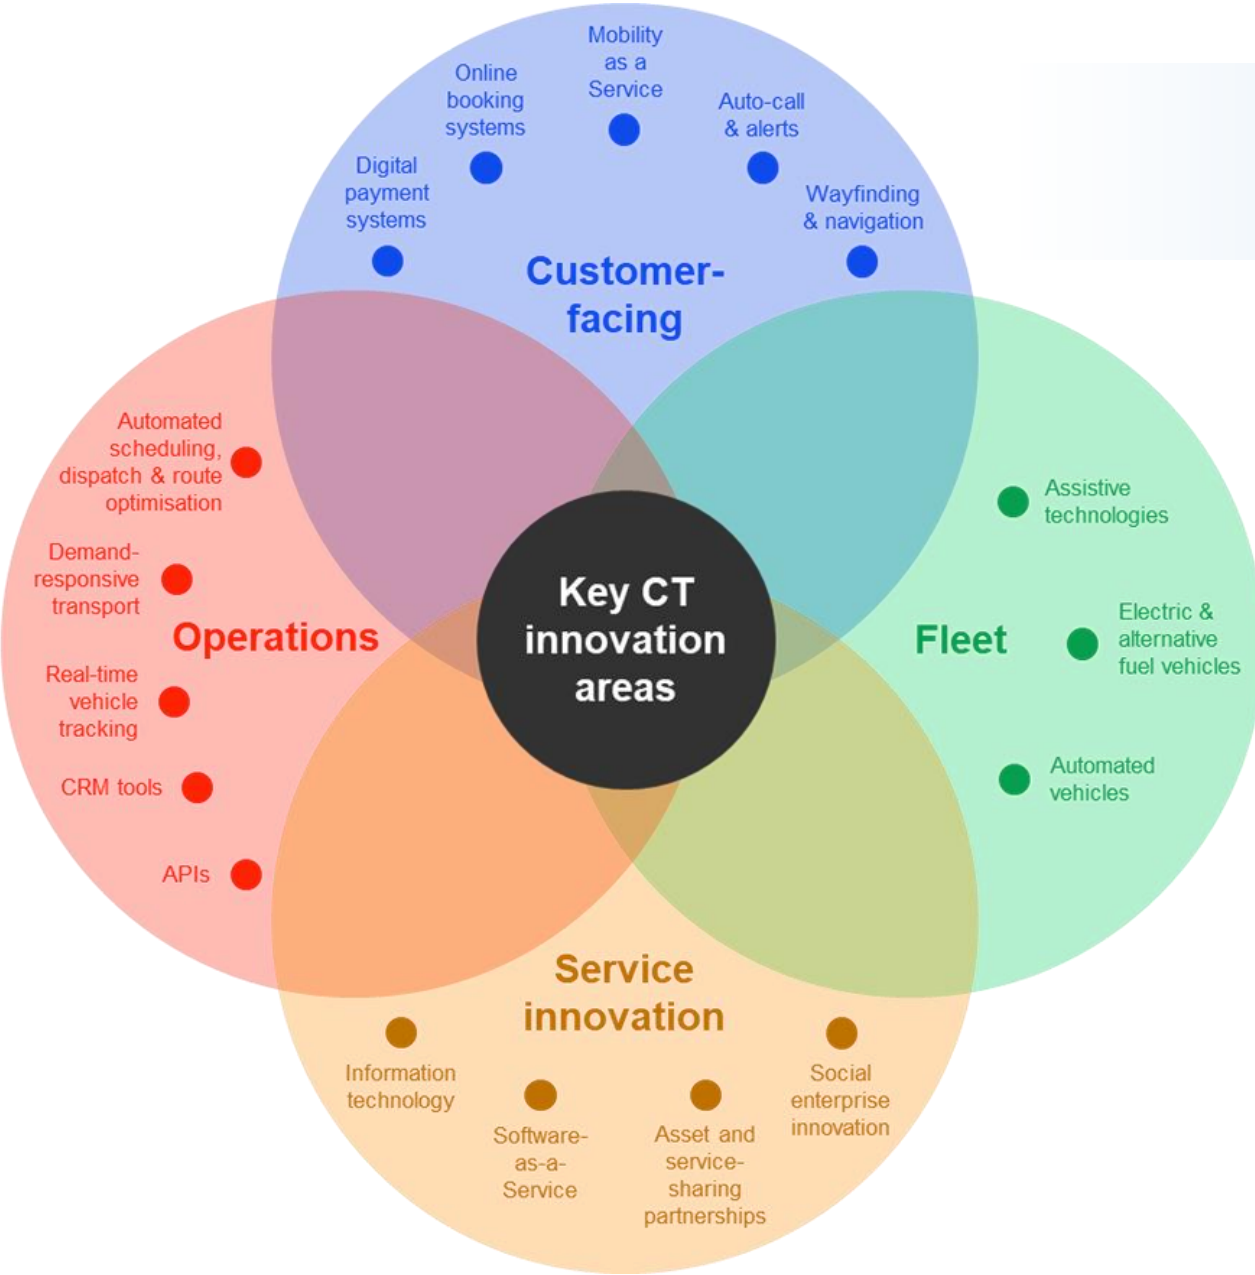 Mobility
as a
Service
Online
booking
systems
Auto-call
& alerts
Digital
payment
systems
Wayfinding
& navigation
Customer-
facing
Automated
scheduling,
dispatch & route
optimisation
Demand-
responsive
transport
Operations
Real-time
vehicle
tracking
CRM tools
APIs
Key CT
innovation
areas
Fleet
Assistive
technologies
Electric &
alternative
fuel vehicles
Automated
vehicles
Service
innovation
Information
technology
Software-
as-a-
Service
Asset and
service-
sharing
partnerships
Social
enterprise
innovation